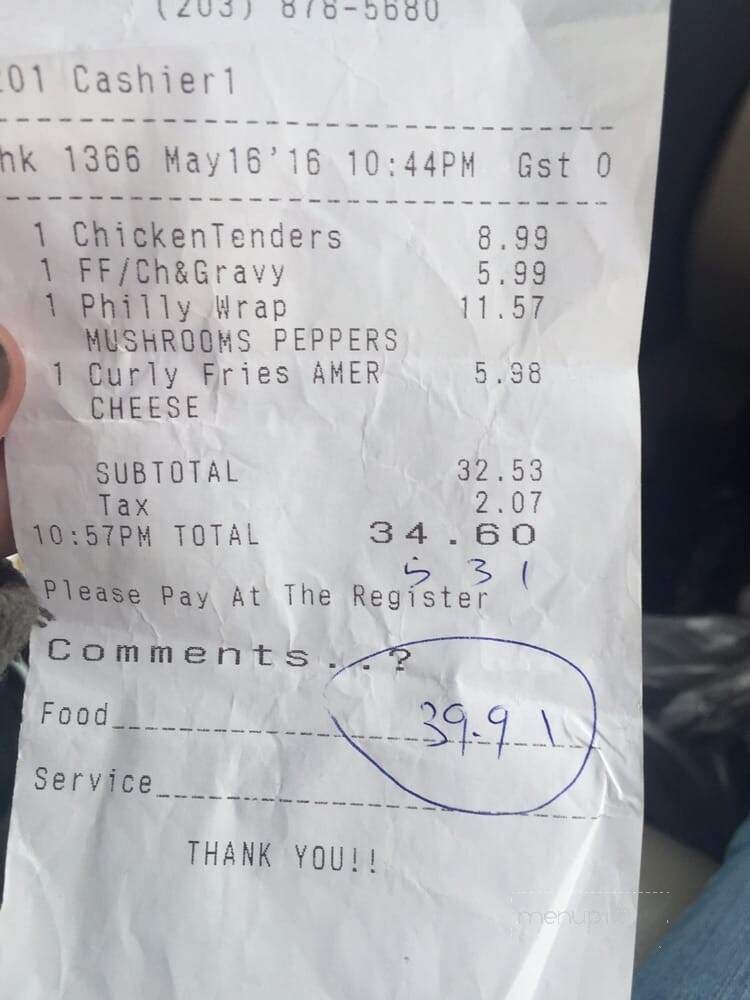 (203) 878-5680
201 Cashier1
hk 1366 May16'16 10:44PM Gst 0
1 ChickenTenders 8.99
1 FF/Ch&Gravy 5.99
1 Philly Wrap 11.57
MUSHROOMS PEPPERS
1 Curly Fries AMER 5.98
CHEESE
SUBTOTAL 32.53
Tax 2.07
10:57PM TOTAL 34.60
5 31
Please Pay At The Register
Comments...?
Food 39.91
Service
THANK YOU!!